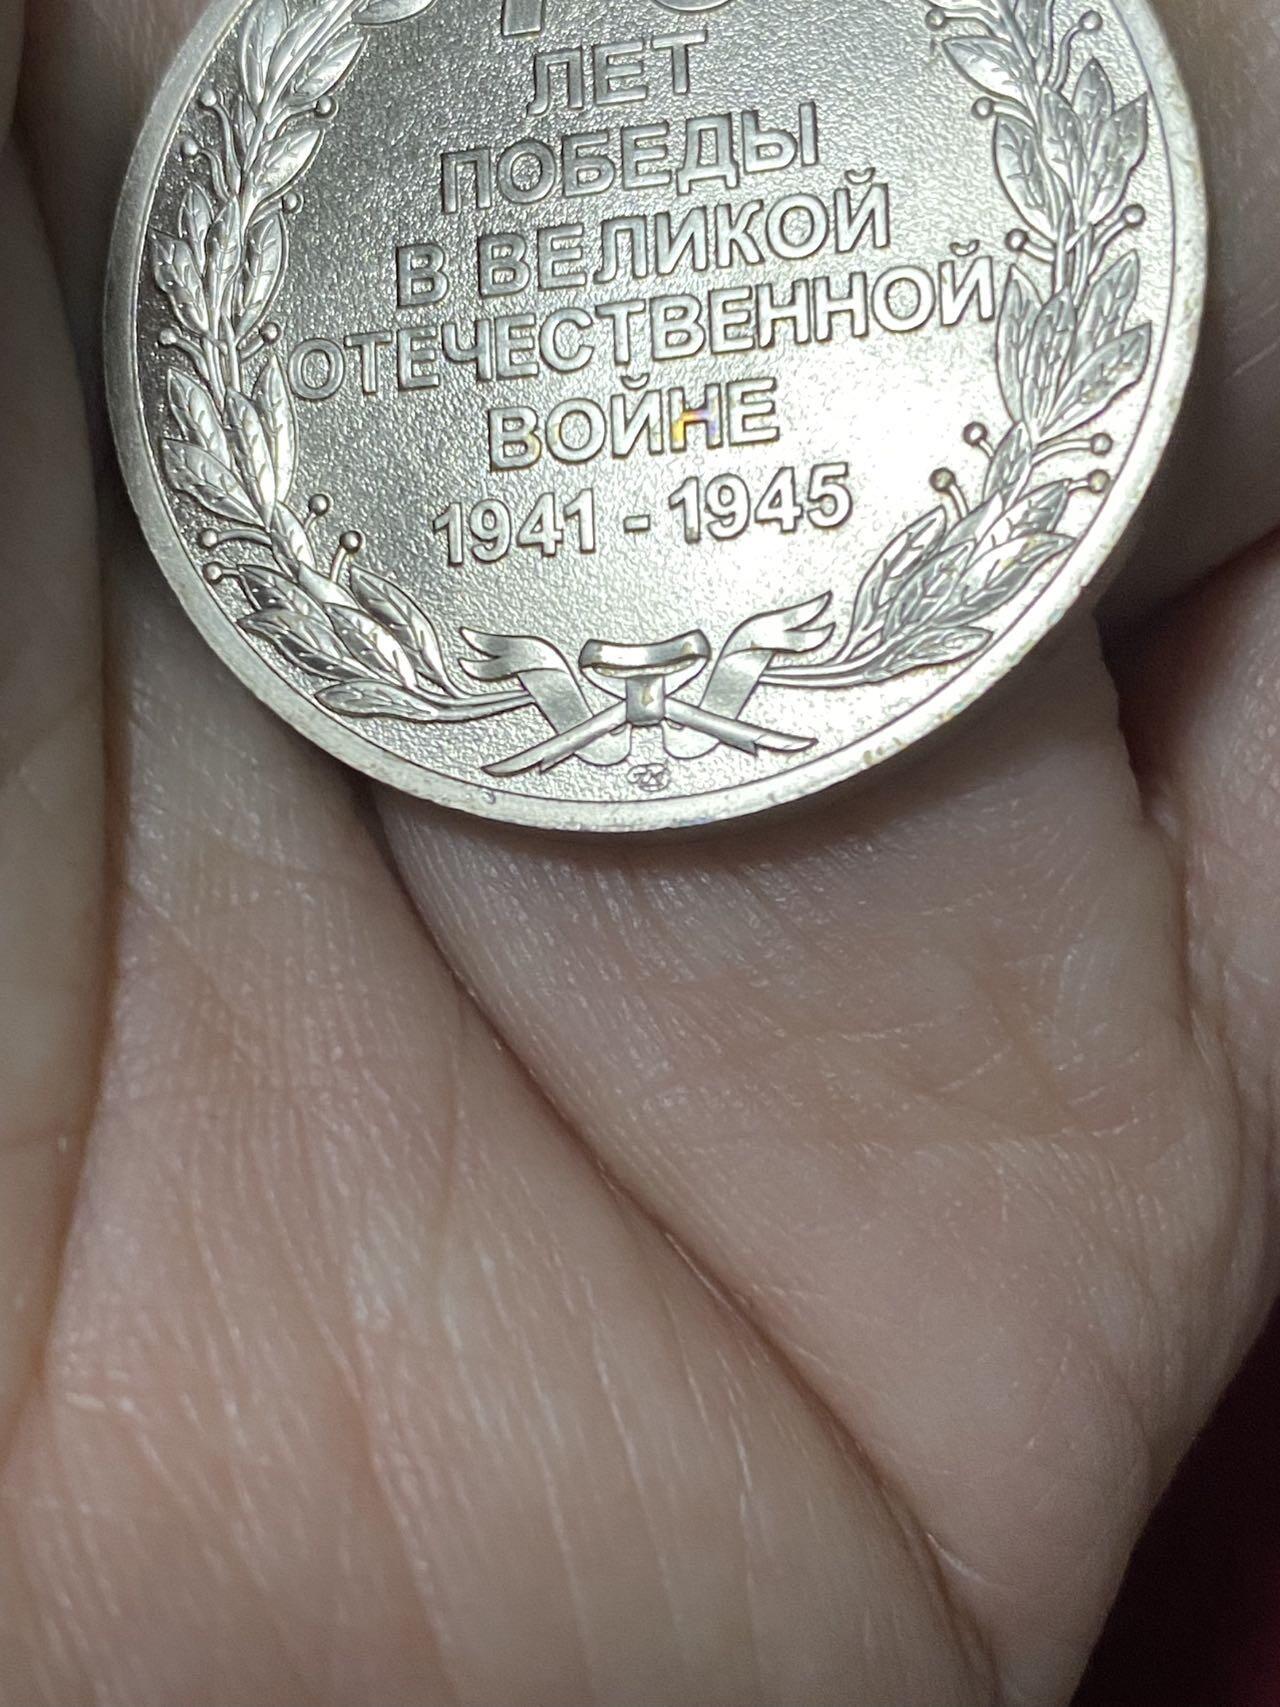 ЛЕТ
ПОБЕДЫ
В ВЕЛИКОЙ
ОТЕЧЕСТВЕННОЙ
ВОЙНЕ
1941 - 1945